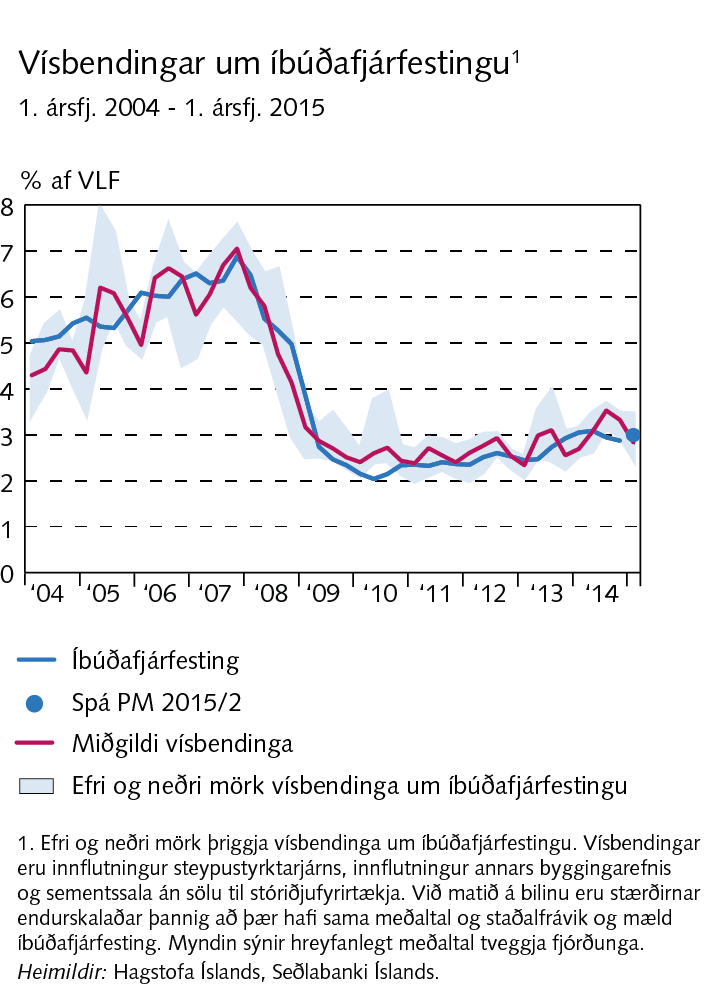 Vísbendingar um íbúðafjárfestingu¹
1. ársfj. 2004 - 1. ársfj. 2015
% af VLF
8
7
6
5
4
3
2
1
0
‘04 ‘05 ‘06 ‘07 ‘08 ‘09 ‘10 ‘11 ‘12 ‘13 ‘14
Íbúðafjárfesting
Spá PM 2015/2
Miðgildi vísbendinga
Efri og neðri mörk vísbendinga um íbúðafjárfestingu
1. Efri og neðri mörk þriggja vísbendinga um íbúðafjárfestingu. Vísbendingar
eru innflutningur steypustyrktarjárns, innflutningur annars byggingarefnis
og sementssala án sölu til stóriðjufyrirtækja. Við matið á bilinu eru stærðirnar
endurskalaðar þannig að þær hafi sama meðaltal og staðalfrávik og mæld
íbúðafjárfesting. Myndin sýnir hreyfanlegt meðaltal tveggja fjórðunga.
Heimildir: Hagstofa Íslands, Seðlabanki Íslands.